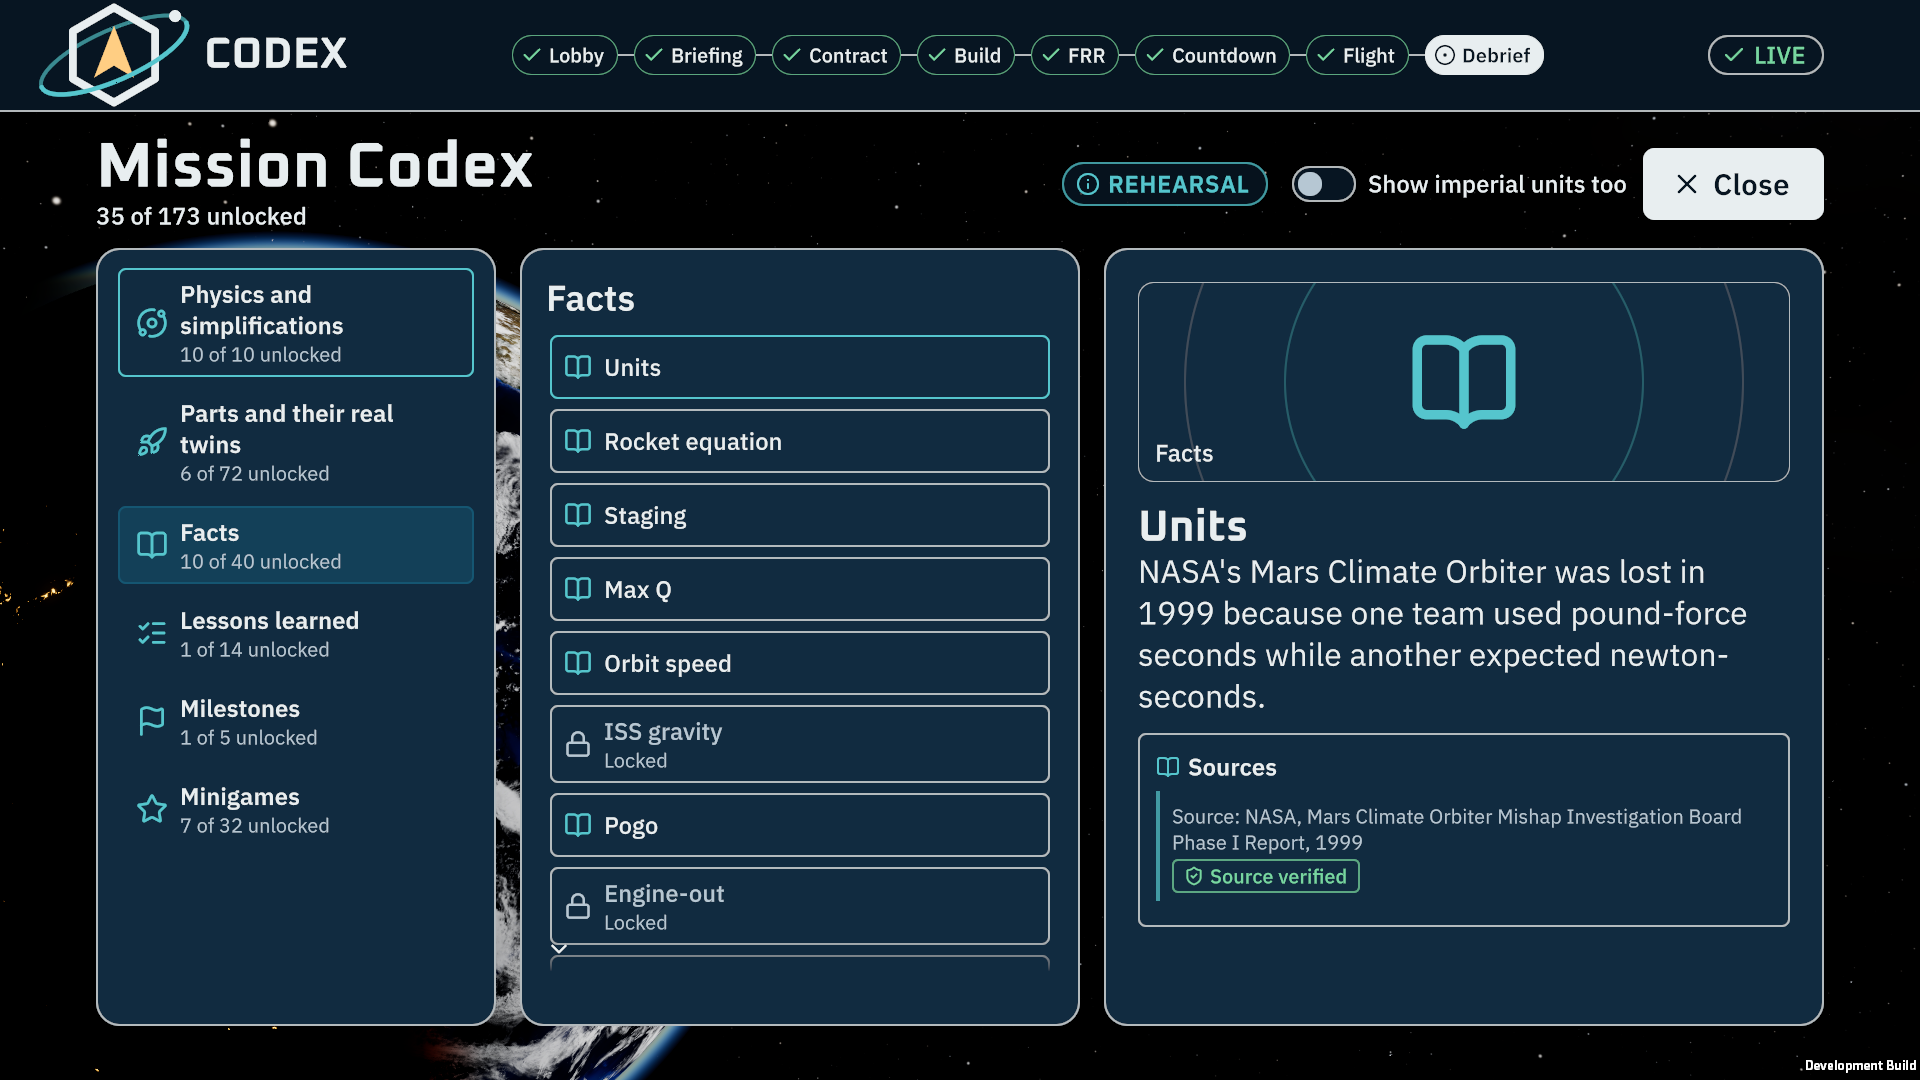 CODEX
Lobby
Briefing
Contract
Build
FRR
Countdown
Flight
Debrief
LIVE
Mission Codex
35 of 173 unlocked
REHEARSAL
Show imperial units too
Close
Physics and
simplifications
10 of 10 unlocked
Parts and their real
twins
6 of 72 unlocked
Facts
10 of 40 unlocked
Lessons learned
1 of 14 unlocked
Milestones
1 of 5 unlocked
Minigames
7 of 32 unlocked
Facts
Units
Rocket equation
Staging
Max Q
Orbit speed
ISS gravity
Locked
Pogo
Engine-out
Locked
Facts
Units
NASA's Mars Climate Orbiter was lost in
1999 because one team used pound-force
seconds while another expected newton-
seconds.
Sources
Source: NASA, Mars Climate Orbiter Mishap Investigation Board
Phase I Report, 1999
Source verified
Development Build